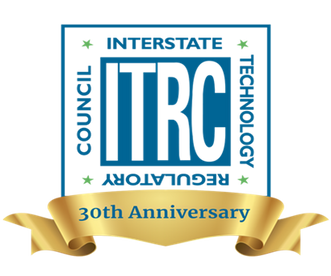 INTERSTATE
TECHNOLOGY
REGULATORY
COUNCIL
ITRC
30th Anniversary